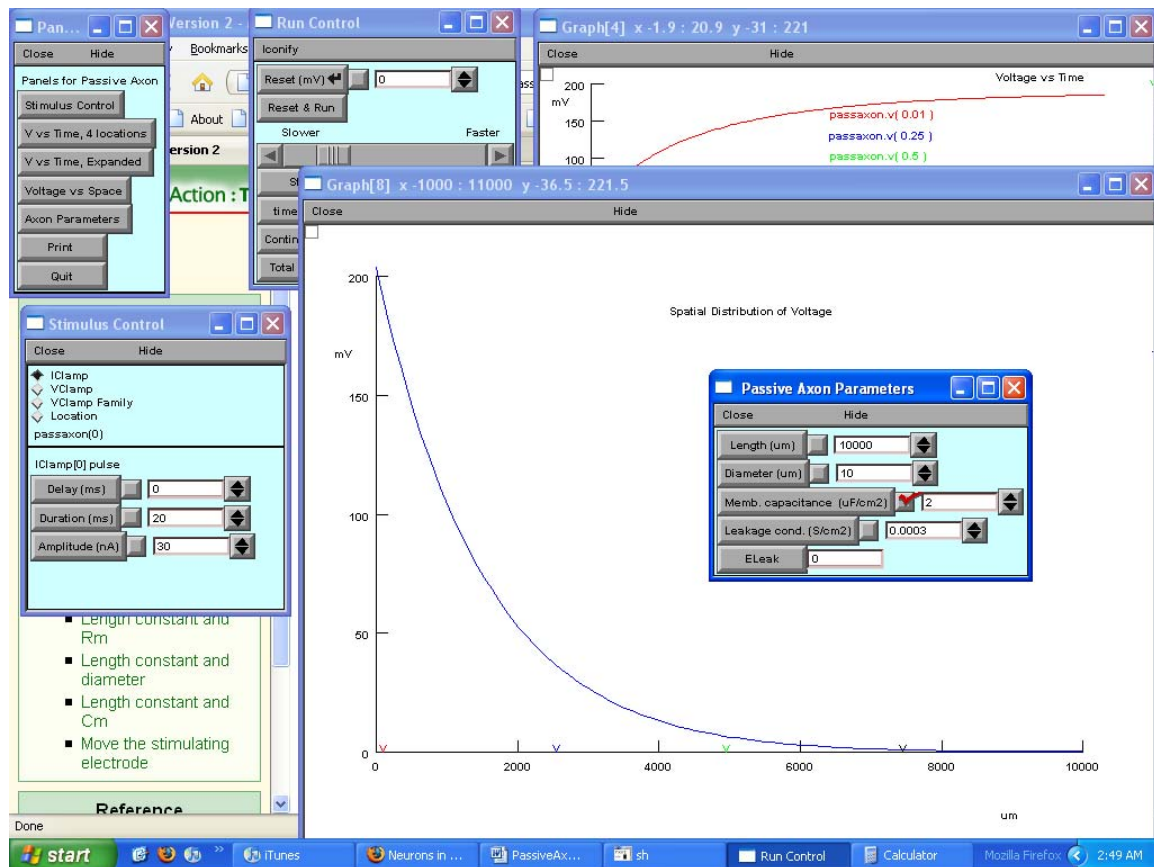 Pan...
Close Hide
Panels for Passive Axon
Stimulus Control
V vs Time, 4 locations
V vs Time, Expanded
Voltage vs Space
Axon Parameters
Print
Quit
Version 2 -
Bookmarks
About
ersion 2
Action : T
Run Control
Iconify
Reset (mV) 0
Reset & Run
Slower Faster
time
Contin
Total
Graph[4] x -1.9 : 20.9 y -31 : 221
Close Hide
200
mV
150
100
Voltage vs Time
passaxon.v( 0.01 )
passaxon.v( 0.25 )
passaxon.v( 0.5 )
Graph[8] x -1000 : 11000 y -36.5 : 221.5
Close Hide
200
Spatial Distribution of Voltage
mV
150
100
50
0
0 2000 4000 6000 8000 10000
um
Passive Axon Parameters
Close Hide
Length (um) 10000
Diameter (um) 10
Memb. capacitance (uF/cm2) 2
Leakage cond. (S/cm2) 0.0003
ELeak 0
Stimulus Control
Close Hide
IClamp
VClamp
VClamp Family
Location
passaxon(0)
IClamp[0] pulse
Delay (ms) 0
Duration (ms) 20
Amplitude (nA) 30
Length constant and
Rm
Length constant and
diameter
Length constant and
Cm
Move the stimulating
electrode
Reference
Done
start
iTunes
Neurons in ...
PassiveAx...
sh
Run Control
Calculator
Mozilla Firefox
2:49 AM